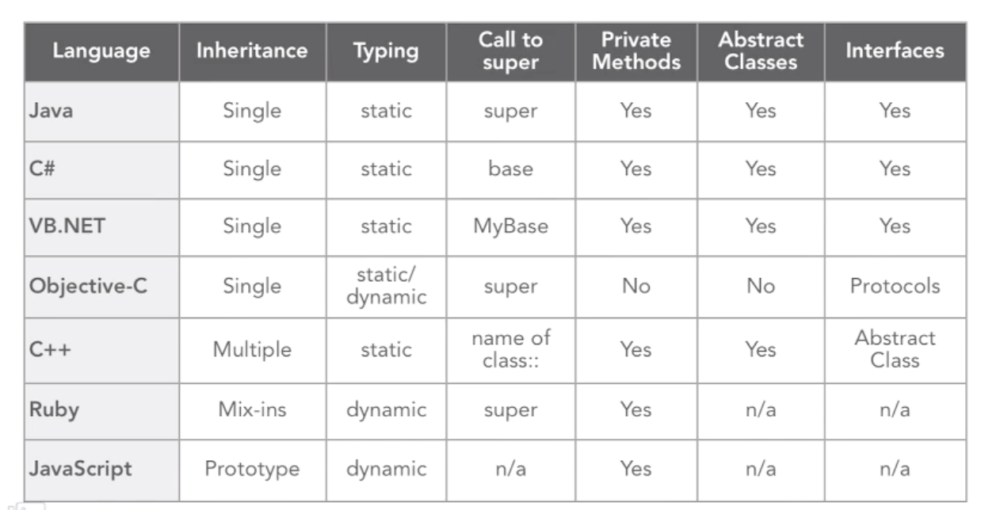 Language Inheritance Typing Call to super Private Methods Abstract Classes Interfaces
Java Single static super Yes Yes Yes
C# Single static base Yes Yes Yes
VB.NET Single static MyBase Yes Yes Yes
Objective-C Single static/ dynamic super No No Protocols
C++ Multiple static name of class:: Yes Yes Abstract Class
Ruby Mix-ins dynamic super Yes n/a n/a
JavaScript Prototype dynamic n/a Yes n/a n/a